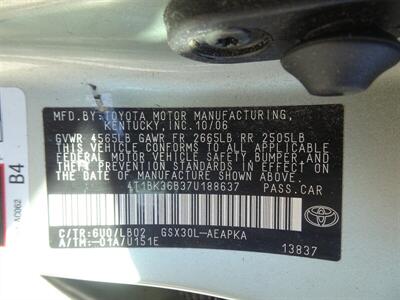 MFD.BY:TOYOTA MOTOR MANUFACTURING,
KENTUCKY,INC.10/06
GVWR 4565LB GAWR FR 2665LB RR 2505LB
THIS VEHICLE CONFORMS TO ALL APPLICABLE
FEDERAL MOTOR VEHICLE SAFETY,BUMPER,AND
THEFT PREVENTION STANDARDS IN EFFECT ON
THE DATE OF MANUFACTURE SHOWN ABOVE.
4T1BK36B37U188637 PASS.CAR
C/TR:6U0/LB02 GSX30L-AEAPKA
A/TM:-01A/U151E
TOYOTA
13837
B4